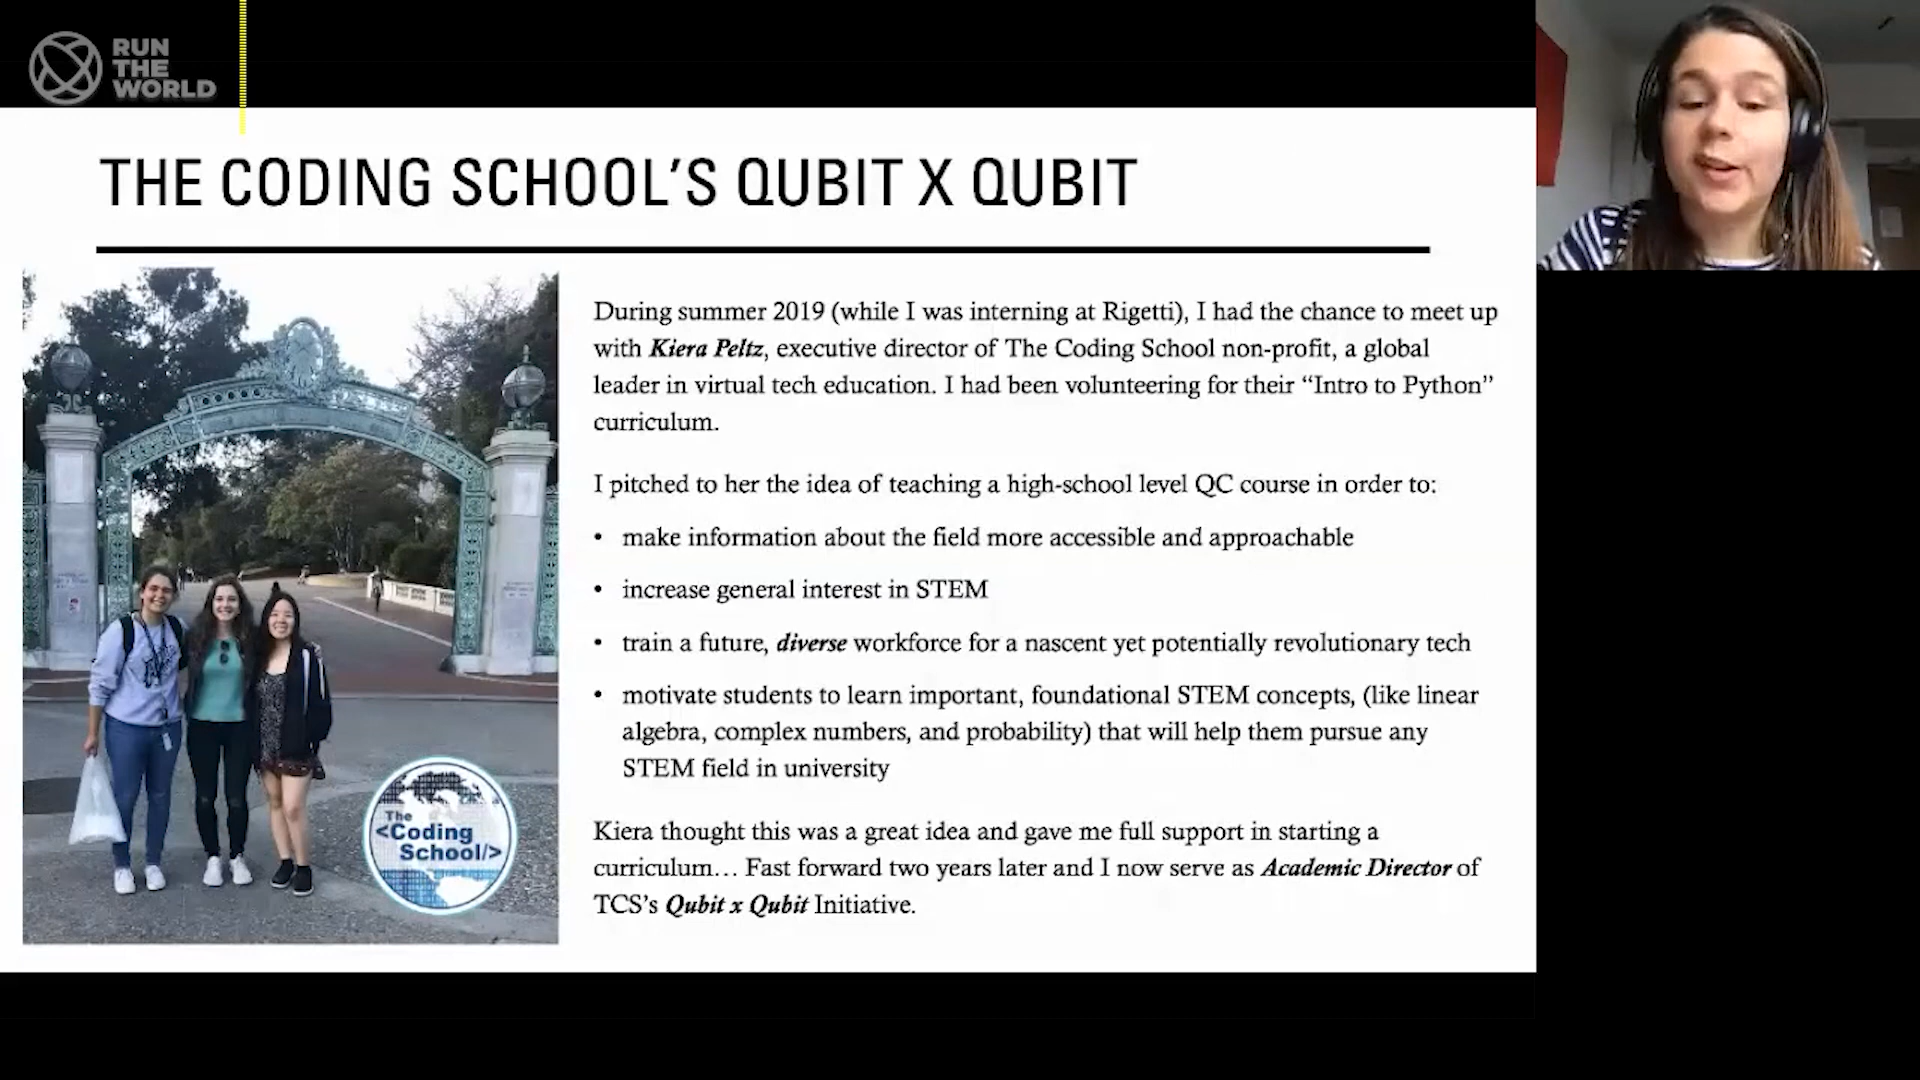 RUN
THE
WORLD
THE CODING SCHOOL’S QUBIT X QUBIT
During summer 2019 (while I was interning at Rigetti), I had the chance to meet up
with Kiera Peltz, executive director of The Coding School non-profit, a global
leader in virtual tech education. I had been volunteering for their “Intro to Python”
curriculum.
I pitched to her the idea of teaching a high-school level QC course in order to:
• make information about the field more accessible and approachable
• increase general interest in STEM
• train a future, diverse workforce for a nascent yet potentially revolutionary tech
• motivate students to learn important, foundational STEM concepts, (like linear
algebra, complex numbers, and probability) that will help them pursue any
STEM field in university
Kiera thought this was a great idea and gave me full support in starting a
curriculum… Fast forward two years later and I now serve as Academic Director of
TCS’s Qubit x Qubit Initiative.
The
<Coding
School/>